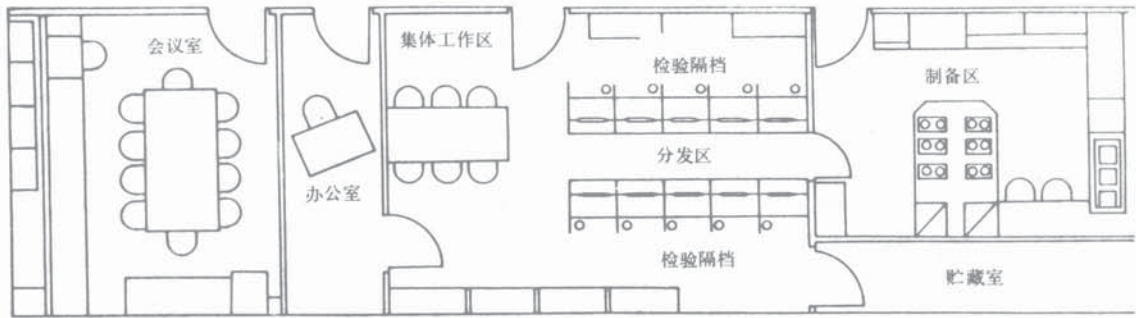 会议室
集体工作区
检验隔档
制备区
分发区
办公室
检验隔档
贮藏室